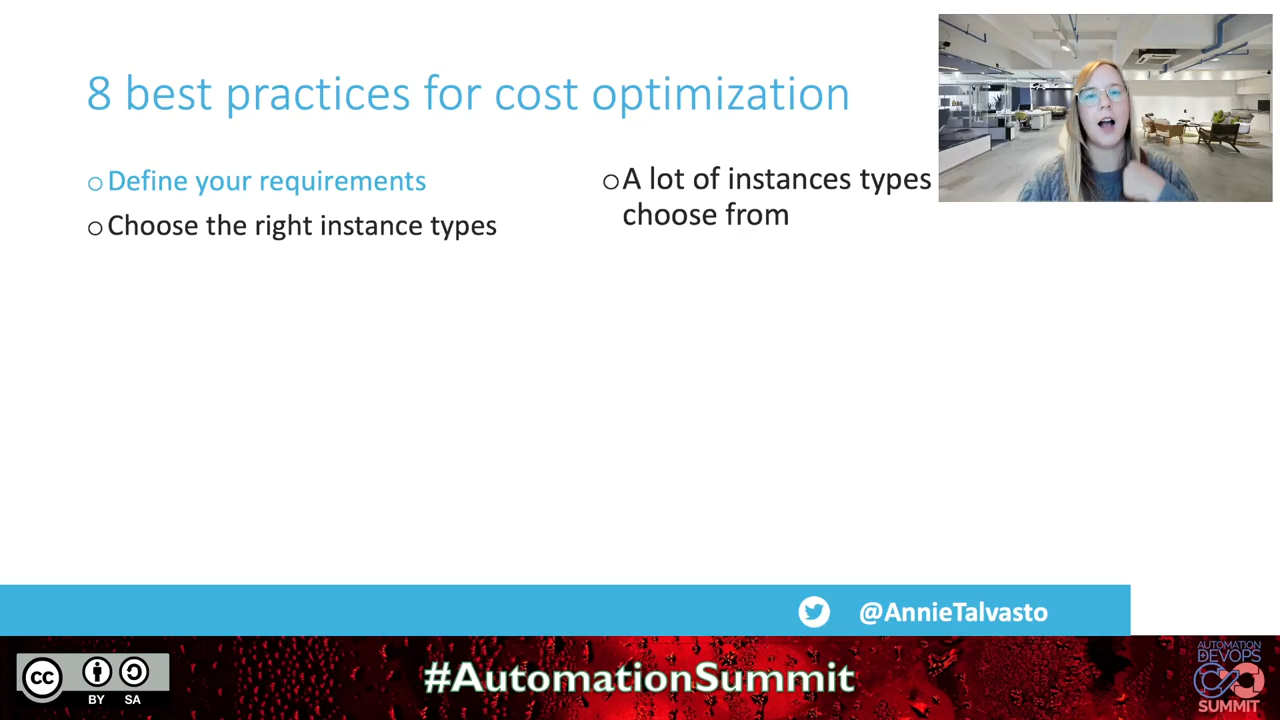 8 best practices for cost optimization
Define your requirements
Choose the right instance types
A lot of instances types
choose from
@AnnieTalvasto
cc
BY SA
#AutomationSummit
AUTOMATION
DEVOPS
SUMMIT